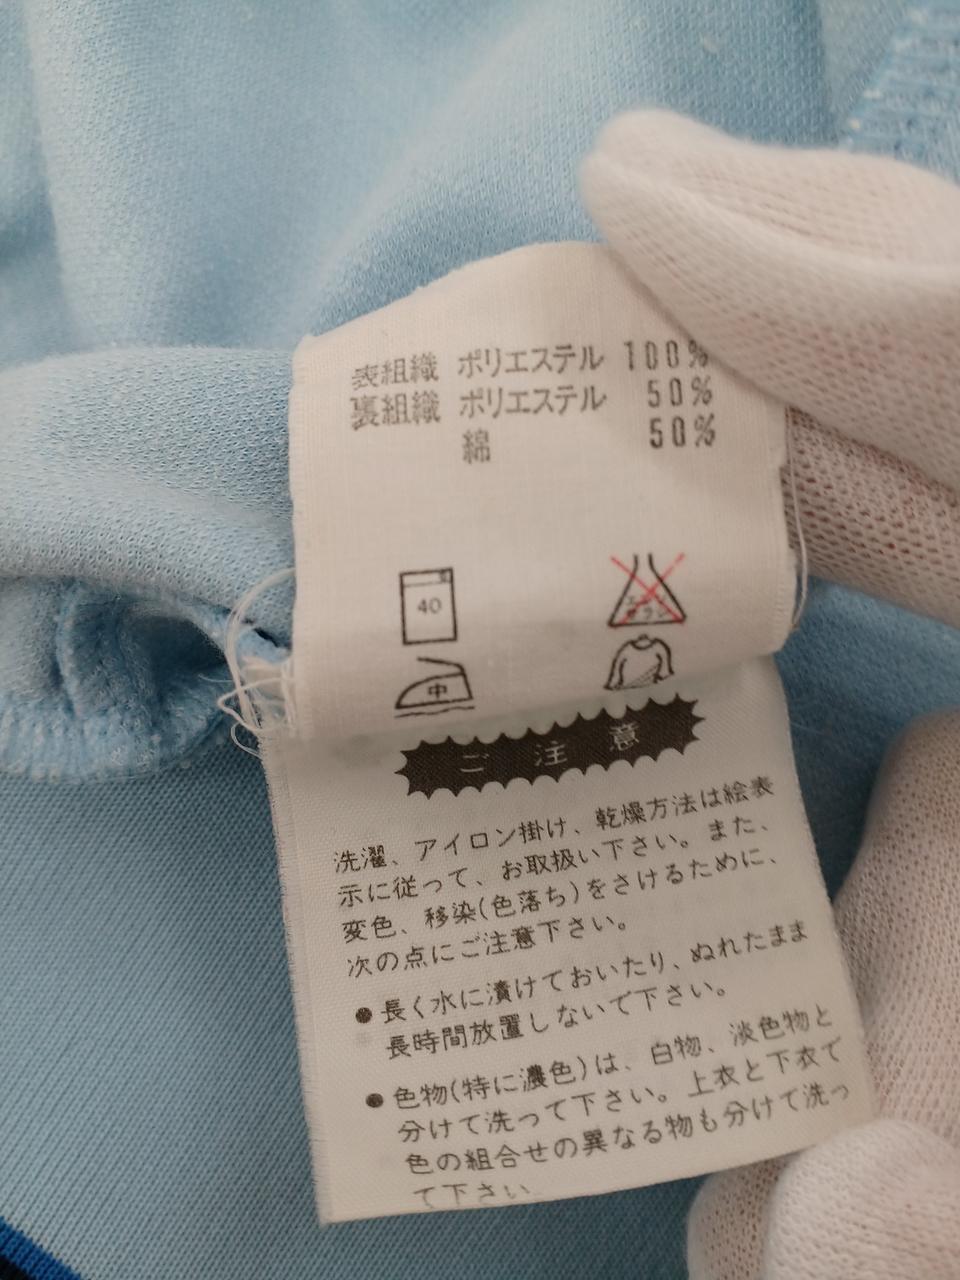 表組織 ポリエステル 100%
裏組織 ポリエステル 50%
綿 50%
40
エンソ
サラシ
中
ご注意
洗濯、アイロン掛け、乾燥方法は絵表
示に従って、お取扱い下さい。また、
変色、移染(色落ち)をさけるために、
次の点にご注意下さい。
●長く水に漬けておいたり、ぬれたまま
長時間放置しないで下さい。
●色物(特に濃色)は、白物、淡色物と
分けて洗って下さい。上衣と下衣で
色の組合せの異なる物も分けて洗っ
て下さい